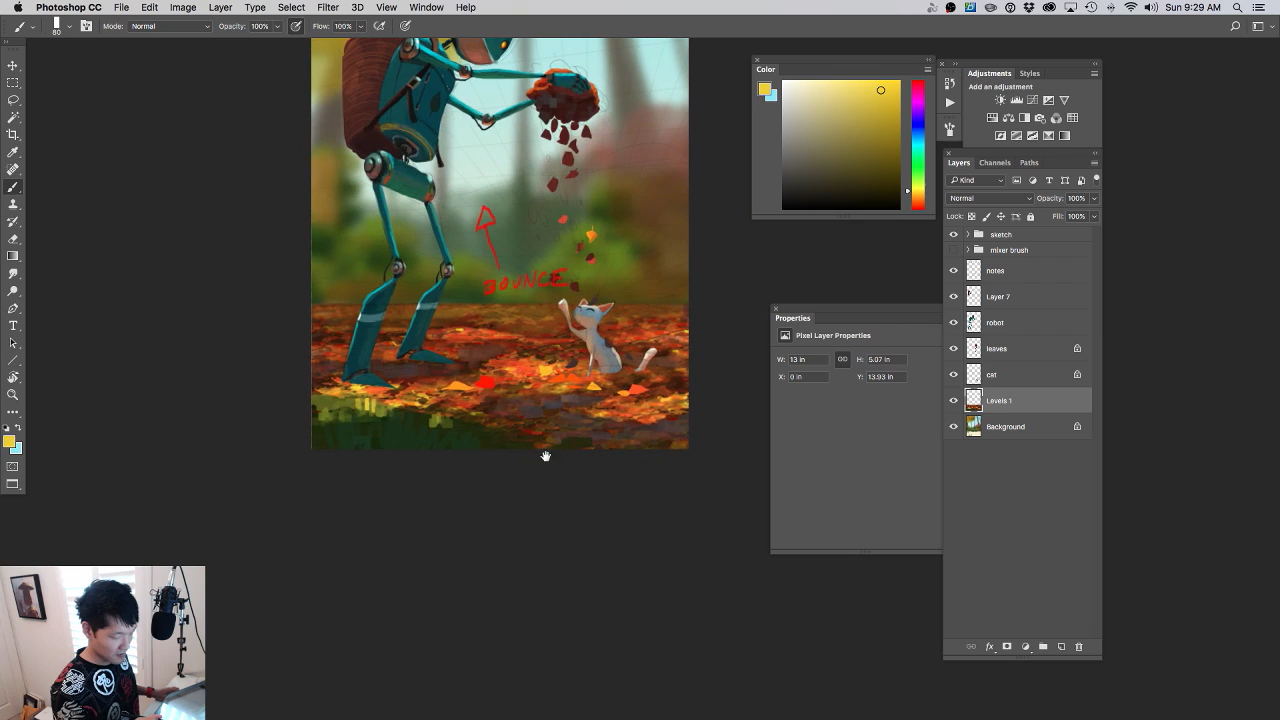 Photoshop CC File Edit Image Layer Type Select Filter 3D View Window Help Sun 9:29 AM
80 Mode: Normal Opacity: 100% Flow: 100%
Color
Adjustments Styles
Add an adjustment
Layers Channels Paths
Kind
Normal Opacity: 100%
Lock: Fill: 100%
sketch
mixer brush
notes
Layer 7
robot
leaves
cat
Levels 1
Background
BOUNCE
Properties
Pixel Layer Properties
W: 13 in H: 5.07 in
X: 0 in Y: 13.93 in
fx